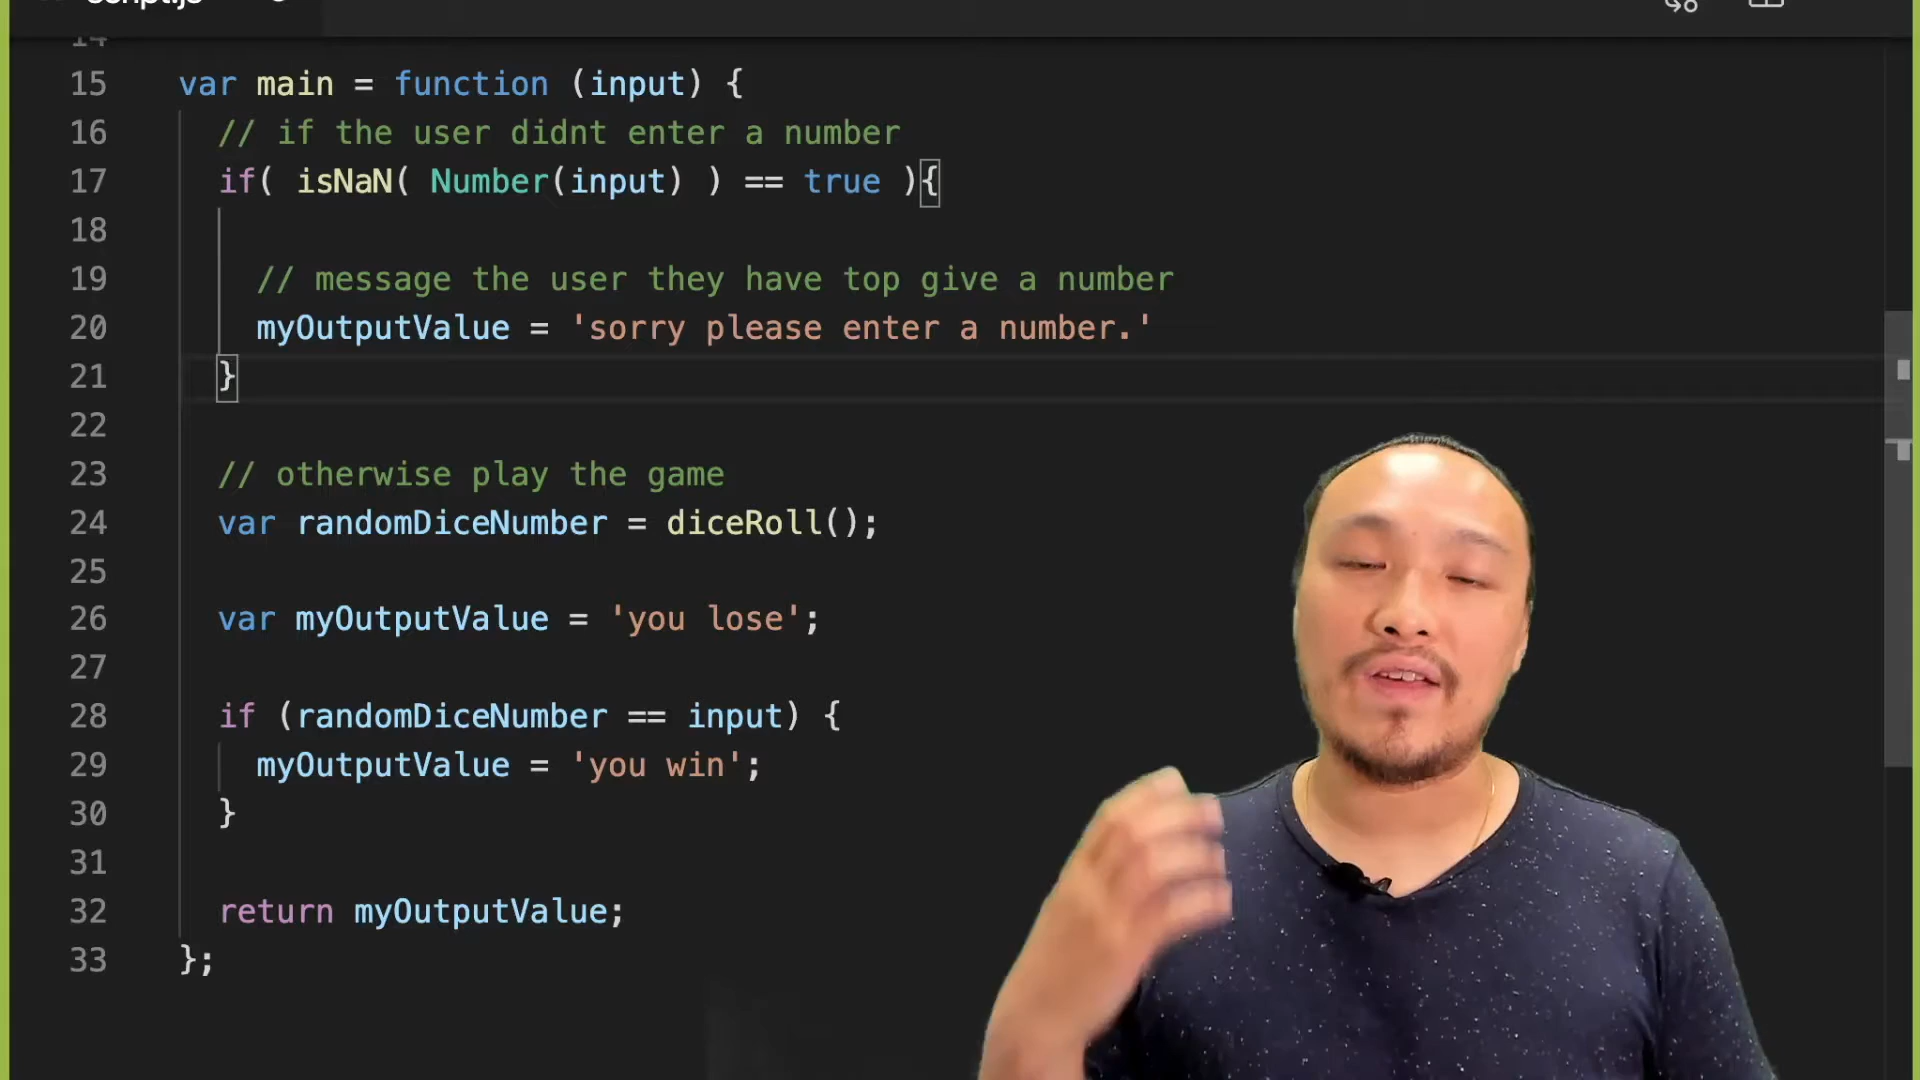 script.js
14
15 var main = function (input) {
16 // if the user didnt enter a number
17 if( isNaN( Number(input) ) == true ){
18
19 // message the user they have top give a number
20 myOutputValue = 'sorry please enter a number.'
21 }
22
23 // otherwise play the game
24 var randomDiceNumber = diceRoll();
25
26 var myOutputValue = 'you lose';
27
28 if (randomDiceNumber == input) {
29 myOutputValue = 'you win';
30 }
31
32 return myOutputValue;
33 };